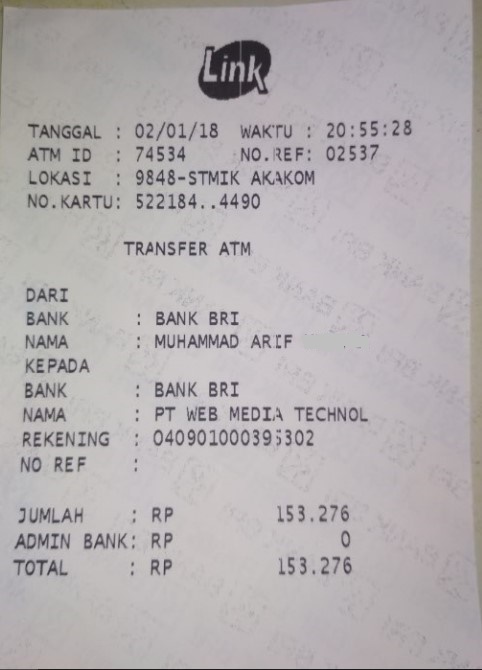 Link
TANGGAL : 02/01/18 WAKTU : 20:55:28
ATM ID : 74534 NO.REF: 02537
LOKASI : 9848-STMIK AKAKOM
NO.KARTU: 522184..4490
TRANSFER ATM
DARI
BANK : BANK BRI
NAMA : MUHAMMAD ARIF
KEPADA
BANK : BANK BRI
NAMA : PT WEB MEDIA TECHNOL
REKENING : 040901000395302
NO REF :
JUMLAH : RP 153.276
ADMIN BANK: RP 0
TOTAL : RP 153.276